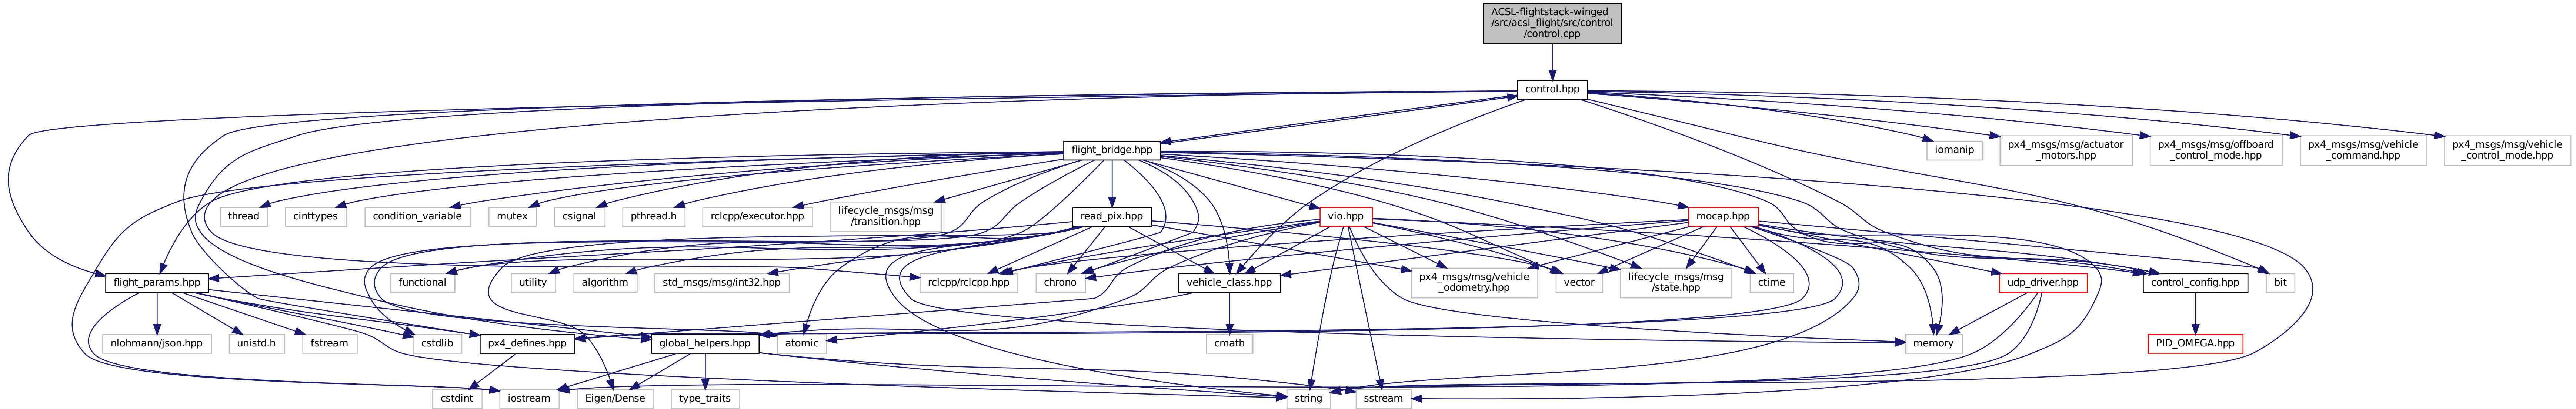 ACSL-flightstack-winged
/src/acsl_flight/src/control
/control.cpp
control.hpp
flight_bridge.hpp
iomanip
px4_msgs/msg/actuator
_motors.hpp
px4_msgs/msg/offboard
_control_mode.hpp
px4_msgs/msg/vehicle
_command.hpp
px4_msgs/msg/vehicle
_control_mode.hpp
thread
cinttypes
condition_variable
mutex
csignal
pthread.h
rclcpp/executor.hpp
lifecycle_msgs/msg
/transition.hpp
read_pix.hpp
vio.hpp
mocap.hpp
flight_params.hpp
functional
utility
algorithm
std_msgs/msg/int32.hpp
rclcpp/rclcpp.hpp
chrono
vehicle_class.hpp
px4_msgs/msg/vehicle
_odometry.hpp
vector
lifecycle_msgs/msg
/state.hpp
ctime
udp_driver.hpp
control_config.hpp
bit
nlohmann/json.hpp
unistd.h
fstream
cstdlib
px4_defines.hpp
global_helpers.hpp
atomic
cmath
memory
PID_OMEGA.hpp
cstdint
iostream
Eigen/Dense
type_traits
string
sstream